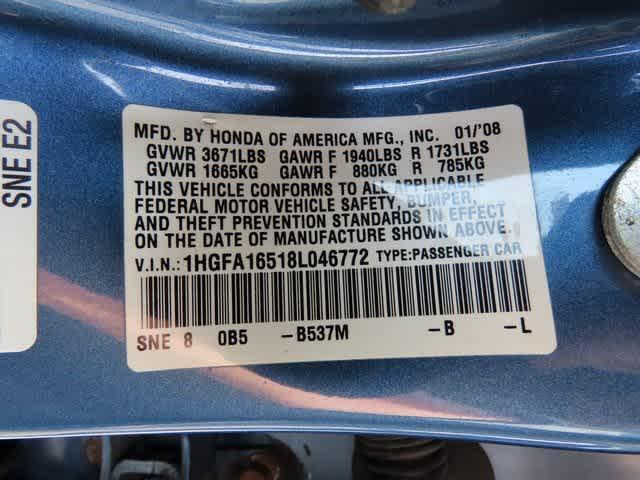 SNE E2
MFD. BY HONDA OF AMERICA MFG., INC. 01/'08
GVWR 3671LBS GAWR F 1940LBS R 1731LBS
GVWR 1665KG GAWR F 880KG R 785KG
THIS VEHICLE CONFORMS TO ALL APPLICABLE
FEDERAL MOTOR VEHICLE SAFETY, BUMPER,
AND THEFT PREVENTION STANDARDS IN EFFECT
ON THE DATE OF MANUFACTURE SHOWN ABOVE.
V.I.N.: 1HGFA16518L046772 TYPE:PASSENGER CAR
SNE 8 0B5 -B537M -B -L